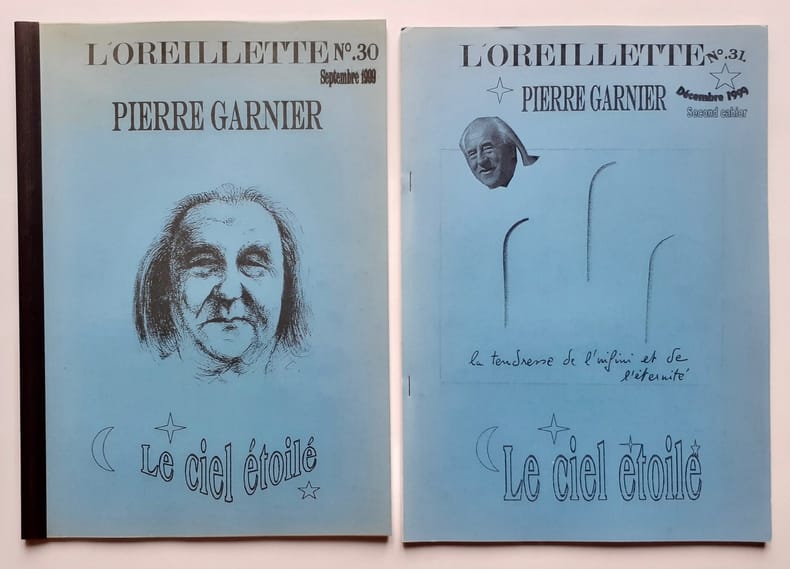 L'OREILLETTE N°.30
Septembre 1999
PIERRE GARNIER
Le ciel étoilé
L'OREILLETTE N°.31.
Décembre 1999
PIERRE GARNIER
Second cahier
la tendresse de l'infini et de
l'éternité
Le ciel étoilé